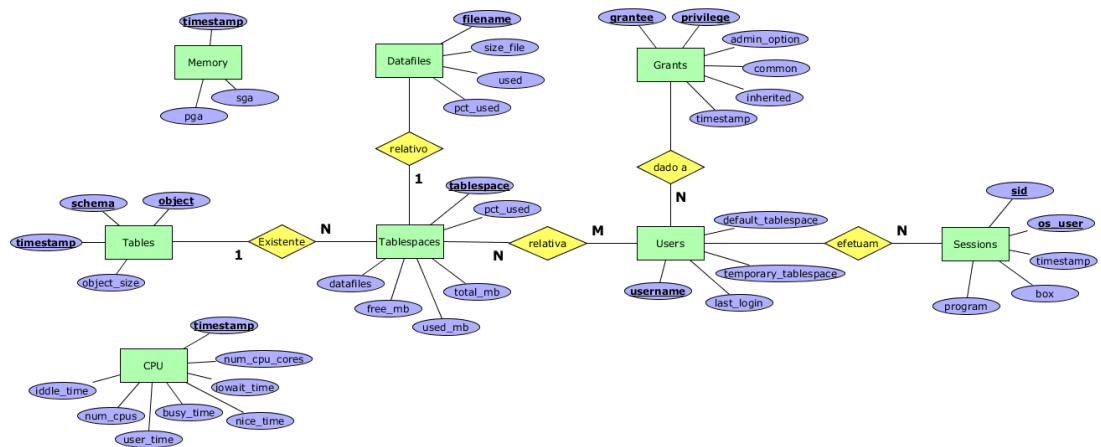 timestamp
Memory
sga
pga
filename
size_file
Datafiles
used
pct_used
grantee
privilege
admin_option
Grants
common
inherited
timestamp
relativo
1
dado a
N
schema
object
timestamp
Tables
object_size
1
Existente
N
tablespace
pct_used
Tablespaces
datafiles
total_mb
free_mb
used_mb
N
relativa
M
default_tablespace
Users
temporary_tablespace
username
last_login
efetuam
N
sid
os_user
Sessions
timestamp
box
program
timestamp
num_cpu_cores
CPU
iowait_time
iddle_time
num_cpus
busy_time
nice_time
user_time